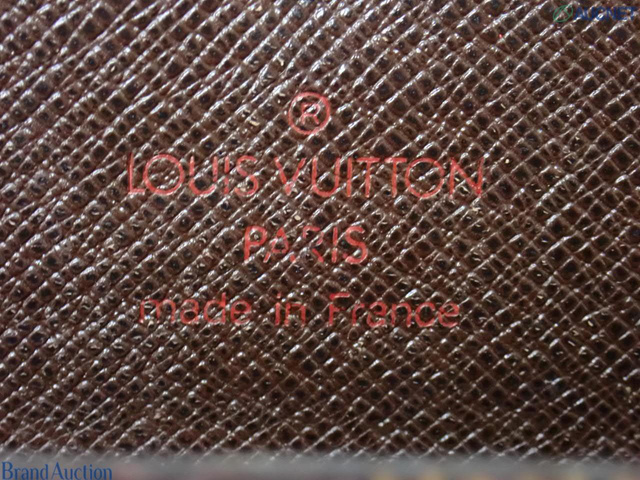 ®
LOUIS VUITTON
PARIS
made in France
Brand Auction